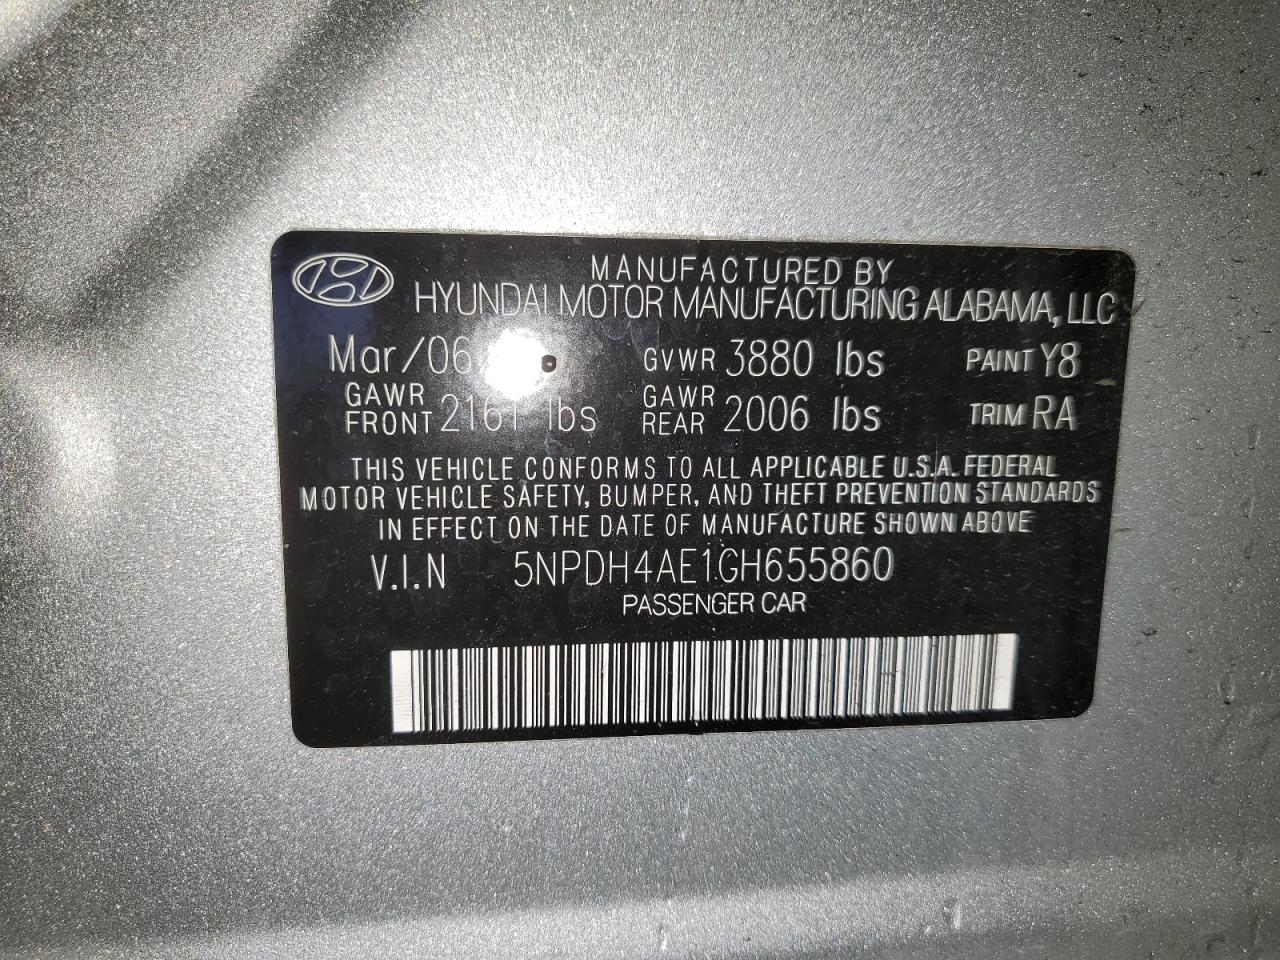 MANUFACTURED BY
HYUNDAI MOTOR MANUFACTURING ALABAMA, LLC
Mar/06 GVWR 3880 lbs PAINT Y8
GAWR FRONT 2161 lbs GAWR REAR 2006 lbs TRIM RA
THIS VEHICLE CONFORMS TO ALL APPLICABLE U.S.A. FEDERAL
MOTOR VEHICLE SAFETY, BUMPER, AND THEFT PREVENTION STANDARDS
IN EFFECT ON THE DATE OF MANUFACTURE SHOWN ABOVE
V.I.N 5NPDH4AE1GH655860
PASSENGER CAR